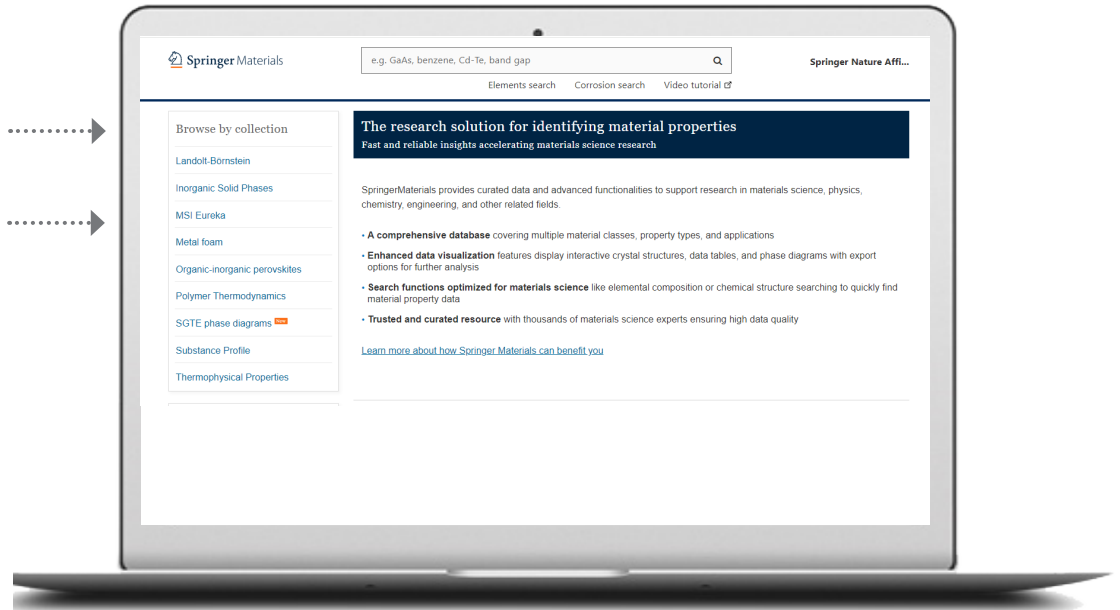 Springer Materials
e.g. GaAs, benzene, Cd-Te, band gap
Springer Nature Affi...
Elements search Corrosion search Video tutorial
Browse by collection
Landolt-Börnstein
Inorganic Solid Phases
MSI Eureka
Metal foam
Organic-inorganic perovskites
Polymer Thermodynamics
SGTE phase diagrams New
Substance Profile
Thermophysical Properties
The research solution for identifying material properties
Fast and reliable insights accelerating materials science research
SpringerMaterials provides curated data and advanced functionalities to support research in materials science, physics,
chemistry, engineering, and other related fields.
• A comprehensive database covering multiple material classes, property types, and applications
• Enhanced data visualization features display interactive crystal structures, data tables, and phase diagrams with export
options for further analysis
• Search functions optimized for materials science like elemental composition or chemical structure searching to quickly find
material property data
• Trusted and curated resource with thousands of materials science experts ensuring high data quality
Learn more about how Springer Materials can benefit you